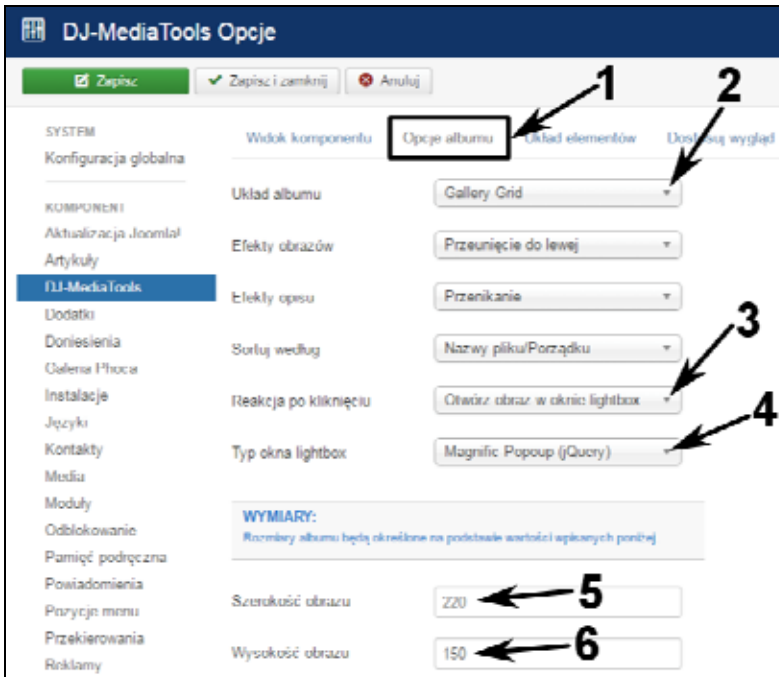 DJ-MediaTools Opcje
Zapisz
Zapisz i zamknij
Anuluj
1
2
SYSTEM
Konfiguracja globalna
KOMPONENT
Aktualizacja Joomla!
Artykuły
DJ-MediaTools
Dodatki
Doniesienia
Galeria Phoca
Instalacje
Języki
Kontakty
Media
Moduły
Odblokowanie
Pamięć podręczna
Powiadomienia
Pozycje menu
Przekierowania
Reklamy
Widok komponentu
Opcje albumu
Układ elementów
Dostosuj wygląd
Układ albumu
Gallery Grid
Efekty obrazów
Przeunięcie do lewej
Efekty opisu
Przenikanie
3
Sortuj według
Nazwy pliku/Porządku
Reakcja po kliknięciu
Otwórz obraz w oknie lightbox
4
Typ okna lightbox
Magnific Popoup (jQuery)
WYMIARY:
Rozmiary albumu będą określone na podstawie wartości wpisanych poniżej
Szerokość obrazu
220
5
Wysokość obrazu
150
6